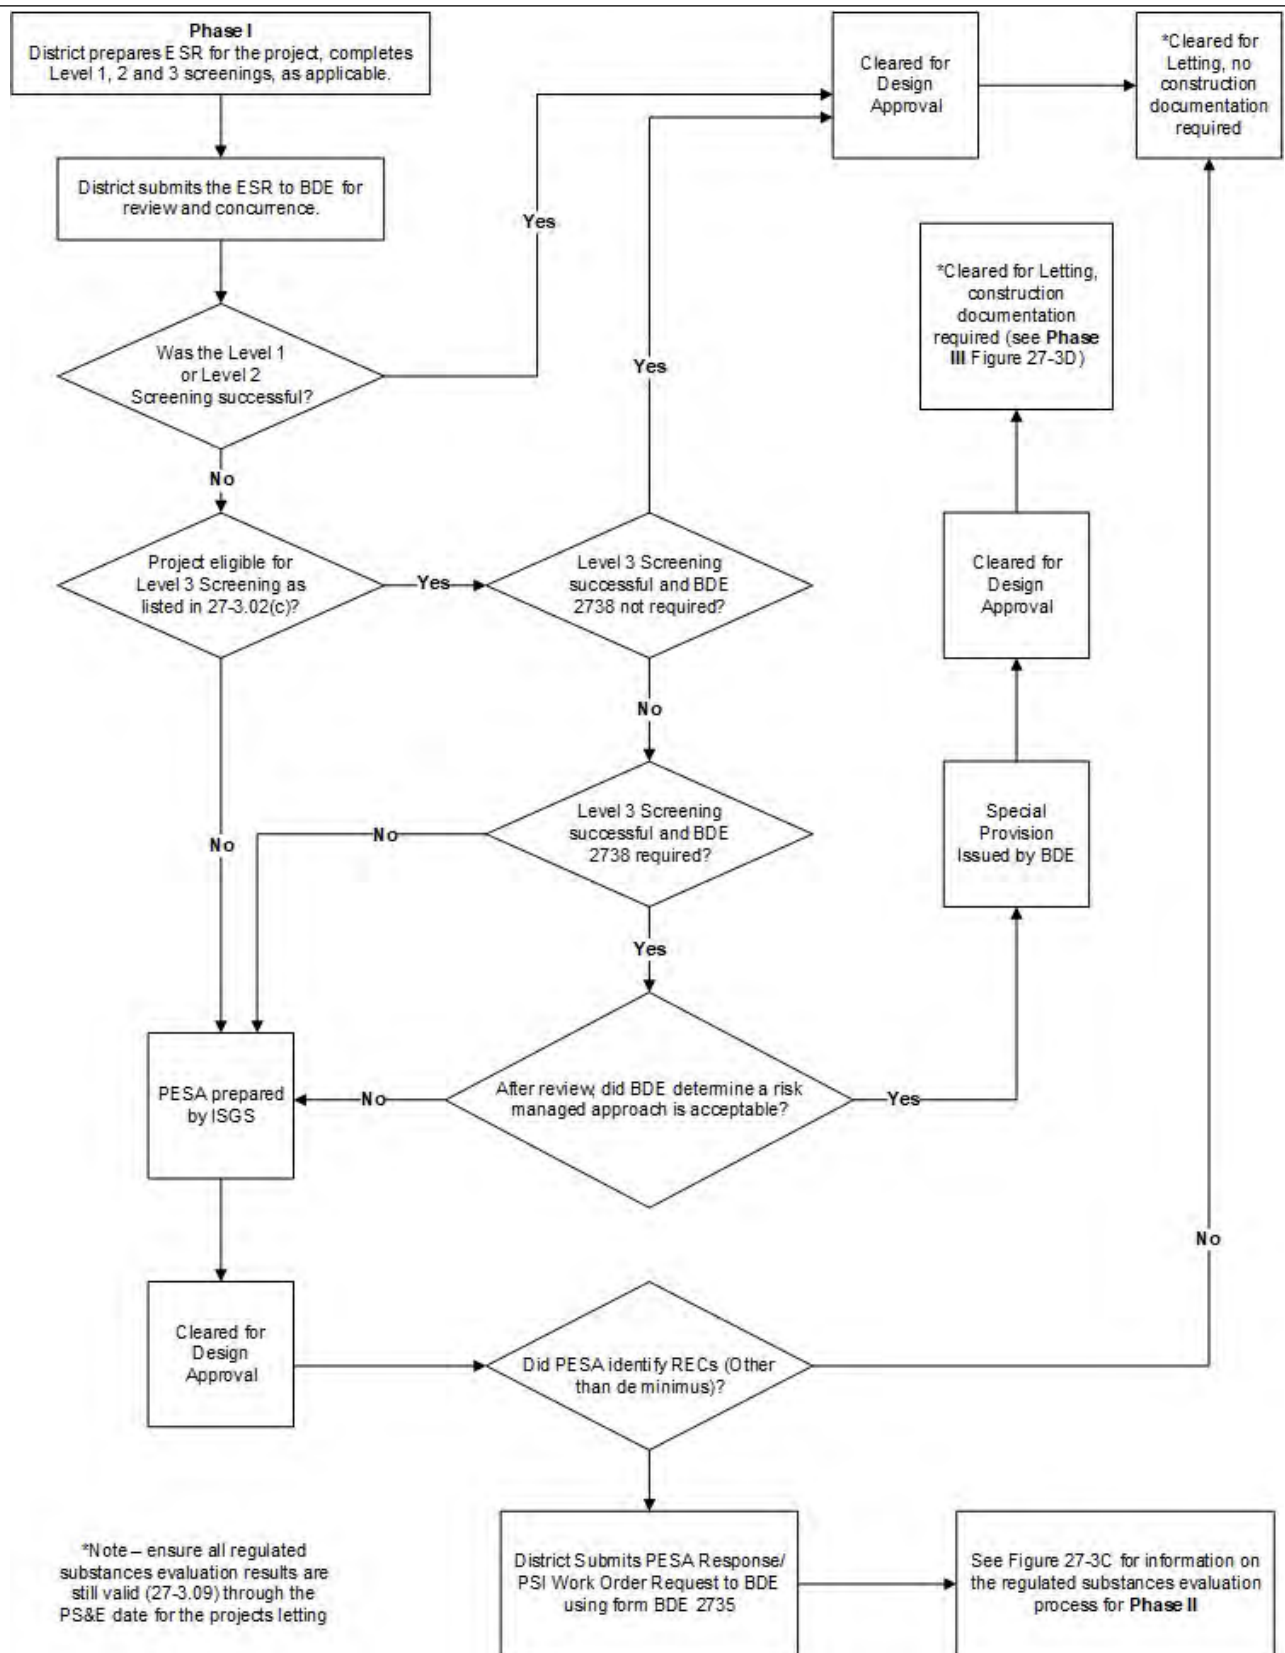 Phase I
District prepares ESR for the project, completes
Level 1, 2 and 3 screenings, as applicable.
Cleared for
Design
Approval
*Cleared for
Letting, no
construction
documentation
required
District submits the ESR to BDE for
review and concurrence.
Yes
*Cleared for Letting,
construction
documentation
required (see Phase
III Figure 27-3D)
Was the Level 1
or Level 2
Screening successful?
Yes
No
Project eligible for
Level 3 Screening as
listed in 27-3.02(c)?
Yes
Level 3 Screening
successful and BDE
2738 not required?
Cleared for
Design
Approval
No
No
Level 3 Screening
successful and BDE
2738 required?
No
Special
Provision
Issued by BDE
Yes
PESA prepared
by ISGS
No
After review, did BDE determine a risk
managed approach is acceptable?
Yes
No
Cleared for
Design
Approval
Did PESA identify RECs (Other
than de minimus)?
*Note – ensure all regulated
substances evaluation results are
still valid (27-3.09) through the
PS&E date for the projects letting
District Submits PESA Response/
PSI Work Order Request to BDE
using form BDE 2735
See Figure 27-3C for information on
the regulated substances evaluation
process for Phase II